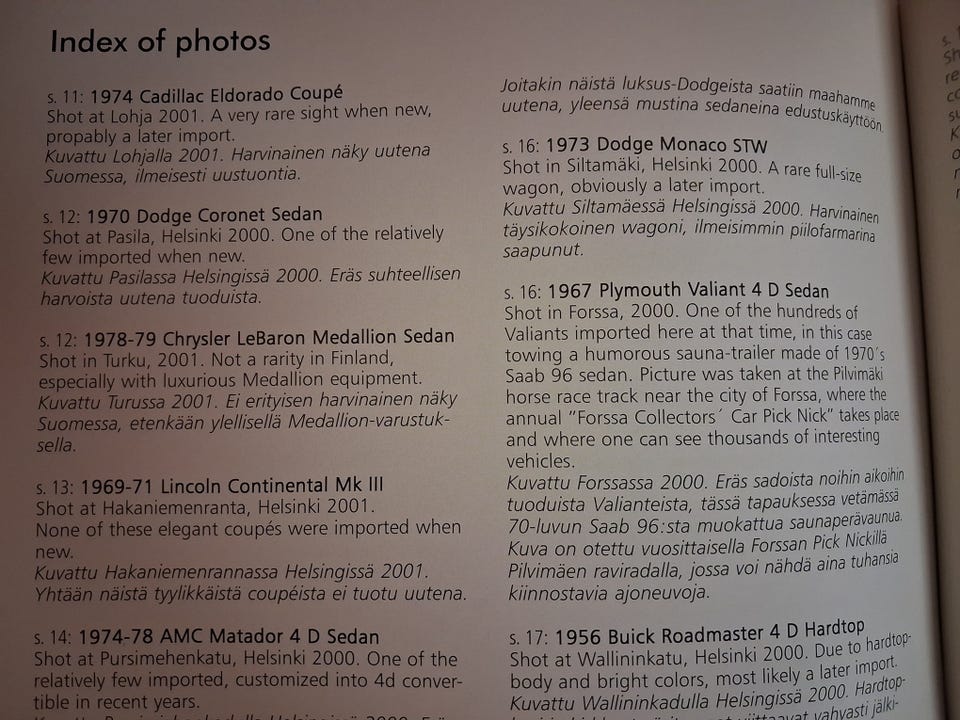 Index of photos
s. 11: 1974 Cadillac Eldorado Coupé
Shot at Lohja 2001. A very rare sight when new,
propably a later import.
Kuvattu Lohjalla 2001. Harvinainen näky uutena
Suomessa, ilmeisesti uustuontia.
s. 12: 1970 Dodge Coronet Sedan
Shot at Pasila, Helsinki 2000. One of the relatively
few imported when new.
Kuvattu Pasilassa Helsingissä 2000. Eräs suhteellisen
harvoista uutena tuoduista.
s. 12: 1978-79 Chrysler LeBaron Medallion Sedan
Shot in Turku, 2001. Not a rarity in Finland,
especially with luxurious Medallion equipment.
Kuvattu Turussa 2001. Ei erityisen harvinainen näky
Suomessa, etenkään ylellisellä Medallion-varustuk-
sella.
s. 13: 1969-71 Lincoln Continental Mk III
Shot at Hakaniemenranta, Helsinki 2001.
None of these elegant coupés were imported when
new.
Kuvattu Hakaniemenrannassa Helsingissä 2001.
Yhtään näistä tyylikkäistä coupéista ei tuotu uutena.
s. 14: 1974-78 AMC Matador 4 D Sedan
Shot at Pursimehenkatu, Helsinki 2000. One of the
relatively few imported, customized into 4d conver-
tible in recent years.
Joitakin näistä luksus-Dodgeista saatiin maahamme
uutena, yleensä mustina sedaneina edustuskäyttöön.
s. 16: 1973 Dodge Monaco STW
Shot in Siltamäki, Helsinki 2000. A rare full-size
wagon, obviously a later import.
Kuvattu Siltamäessä Helsingissä 2000. Harvinainen
täysikokoinen wagoni, ilmeisimmin piilofarmarina
saapunut.
s. 16: 1967 Plymouth Valiant 4 D Sedan
Shot in Forssa, 2000. One of the hundreds of
Valiants imported here at that time, in this case
towing a humorous sauna-trailer made of 1970´s
Saab 96 sedan. Picture was taken at the Pilvimäki
horse race track near the city of Forssa, where the
annual "Forssa Collectors´ Car Pick Nick" takes place
and where one can see thousands of interesting
vehicles.
Kuvattu Forssassa 2000. Eräs sadoista noihin aikoihin
tuoduista Valianteista, tässä tapauksessa vetämässä
70-luvun Saab 96:sta muokattua saunaperävaunua.
Kuva on otettu vuosittaisella Forssan Pick Nickillä
Pilvimäen raviradalla, jossa voi nähdä aina tuhansia
kiinnostavia ajoneuvoja.
s. 17: 1956 Buick Roadmaster 4 D Hardtop
Shot at Wallininkatu, Helsinki 2000. Due to hardtop-
body and bright colors, most likely a later import.
Kuvattu Wallininkadulla Helsingissä 2000. Hardtop-